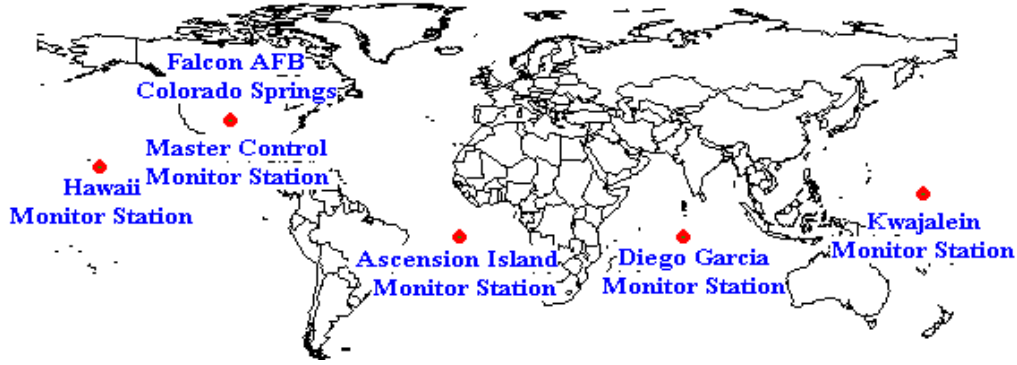 Falcon AFB
Colorado Springs
Master Control
Monitor Station
Hawaii
Monitor Station
Ascension Island
Monitor Station
Diego Garcia
Monitor Station
Kwajalein
Monitor Station